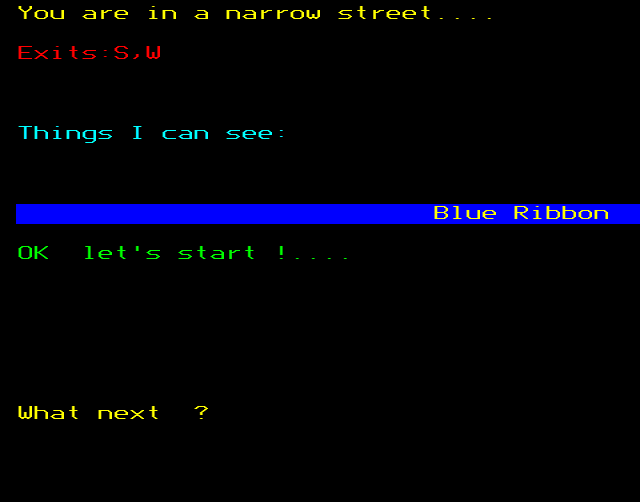 You are in a narrow street....
Exits:S,W
Things I can see:
Blue Ribbon
OK  let's start !....
What next  ?